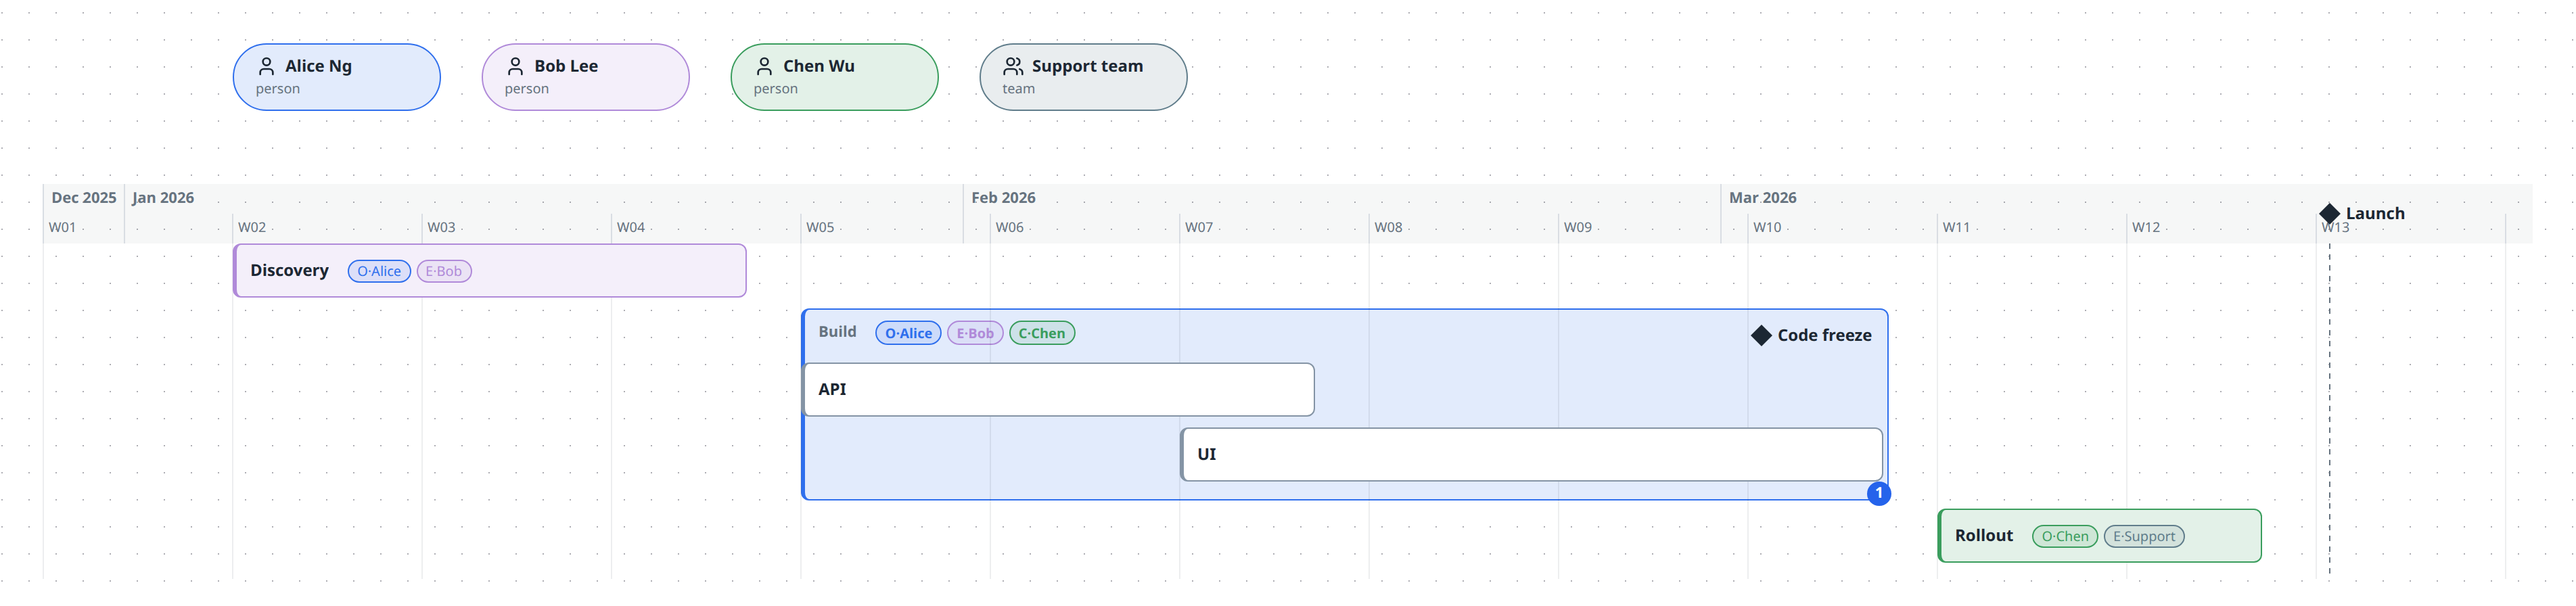 Alice Ng
person
Bob Lee
person
Chen Wu
person
Support team
team
Dec 2025
Jan 2026
Feb 2026
Mar 2026
W01
W02
W03
W04
W05
W06
W07
W08
W09
W10
W11
W12
W13
Launch
Discovery O·Alice E·Bob
Build O·Alice E·Bob C·Chen
Code freeze
API
UI
1
Rollout O·Chen E·Support